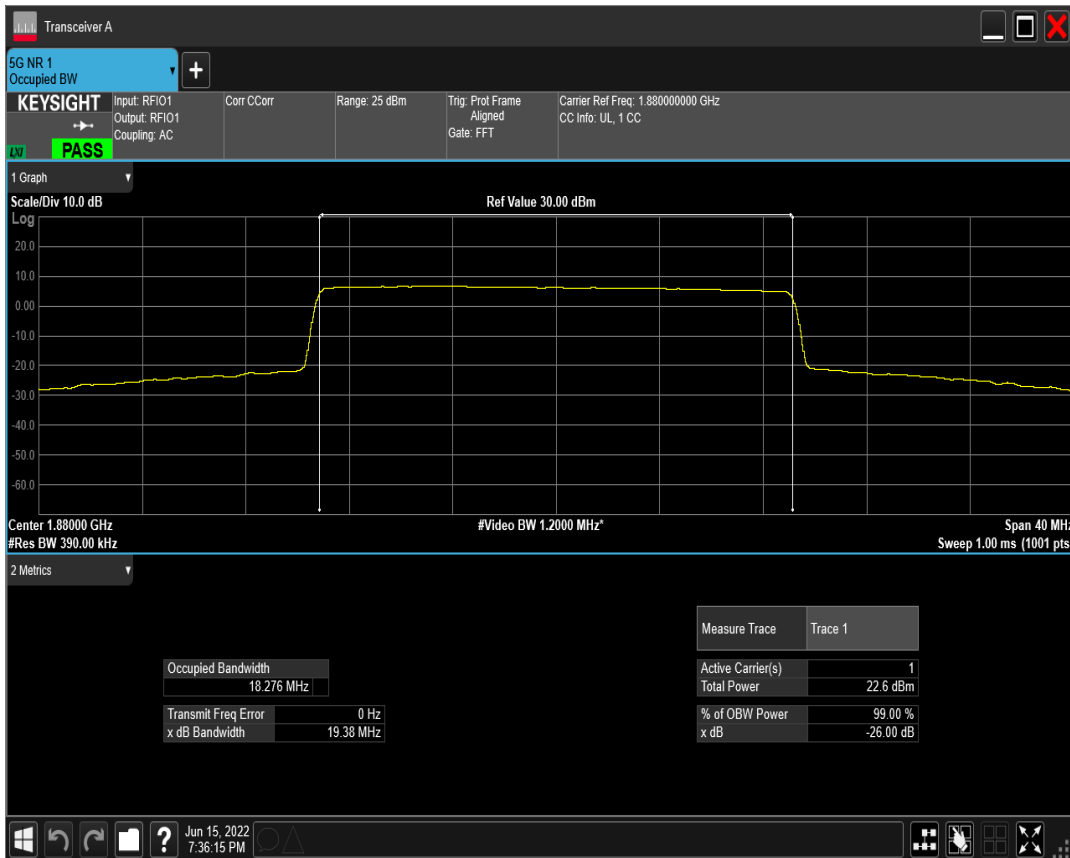 Transceiver A
5G NR 1
Occupied BW
+
KEYSIGHT
LXI
PASS
Input: RFIO1
Output: RFIO1
Coupling: AC
Corr CCorr
Range: 25 dBm
Trig: Prot Frame
Aligned
Gate: FFT
Carrier Ref Freq: 1.880000000 GHz
CC Info: UL, 1 CC
1 Graph
Scale/Div 10.0 dB
Ref Value 30.00 dBm
Log
20.0
10.0
0.00
-10.0
-20.0
-30.0
-40.0
-50.0
-60.0
Center 1.88000 GHz
#Video BW 1.2000 MHz*
Span 40 MHz
#Res BW 390.00 kHz
Sweep 1.00 ms (1001 pts
2 Metrics
Measure Trace Trace 1
Occupied Bandwidth
18.276 MHz
Active Carrier(s) 1
Total Power 22.6 dBm
Transmit Freq Error 0 Hz
x dB Bandwidth 19.38 MHz
% of OBW Power 99.00 %
x dB -26.00 dB
?
Jun 15, 2022
7:36:15 PM